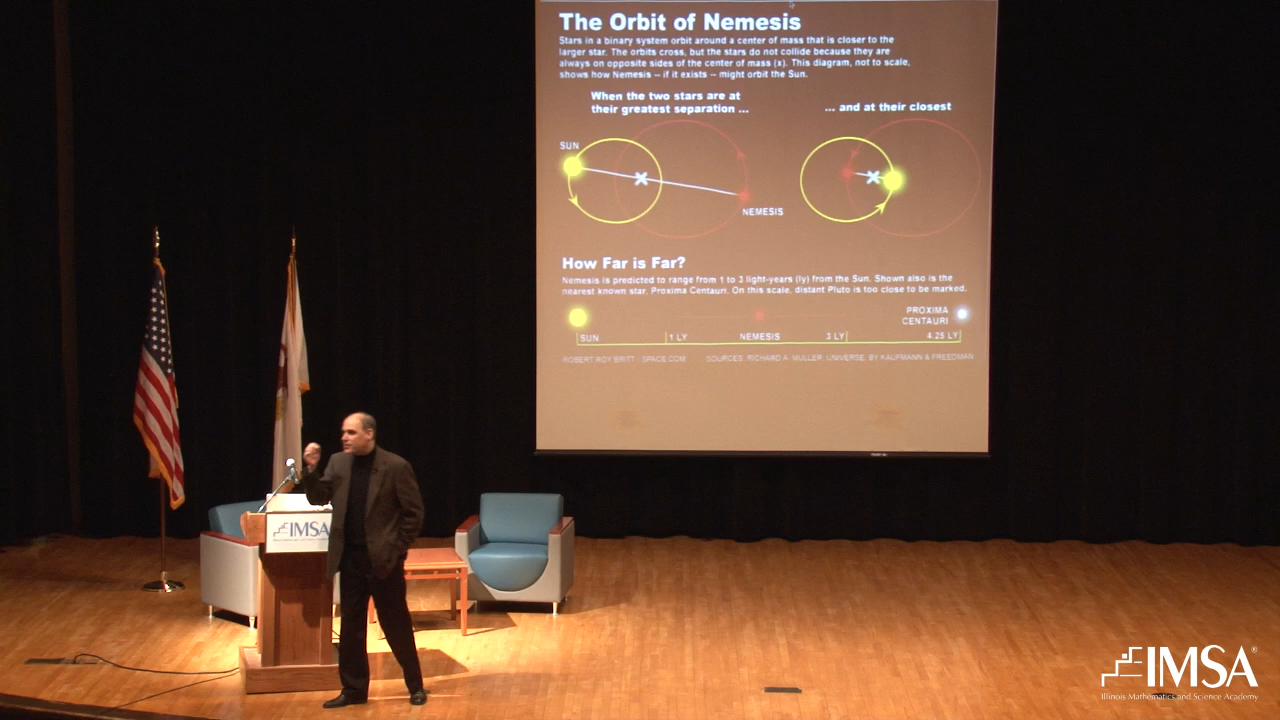 The Orbit of Nemesis
Stars in a binary system orbit around a center of mass that is closer to the
larger star. The orbits cross, but the stars do not collide because they are
always on opposite sides of the center of mass (x). This diagram, not to scale,
shows how Nemesis -- if it exists -- might orbit the Sun.
When the two stars are at
their greatest separation ...
... and at their closest
SUN
NEMESIS
How Far is Far?
Nemesis is predicted to range from 1 to 3 light-years (ly) from the Sun. Shown also is the
nearest known star, Proxima Centauri. On this scale, distant Pluto is too close to be marked.
PROXIMA
CENTAURI
SUN
1 LY
NEMESIS
3 LY
4.25 LY
ROBERT ROY BRITT / SPACE.COM
SOURCES: RICHARD A. MULLER; UNIVERSE, BY KAUFMANN & FREEDMAN
IMSA
IMSA®
Illinois Mathematics and Science Academy